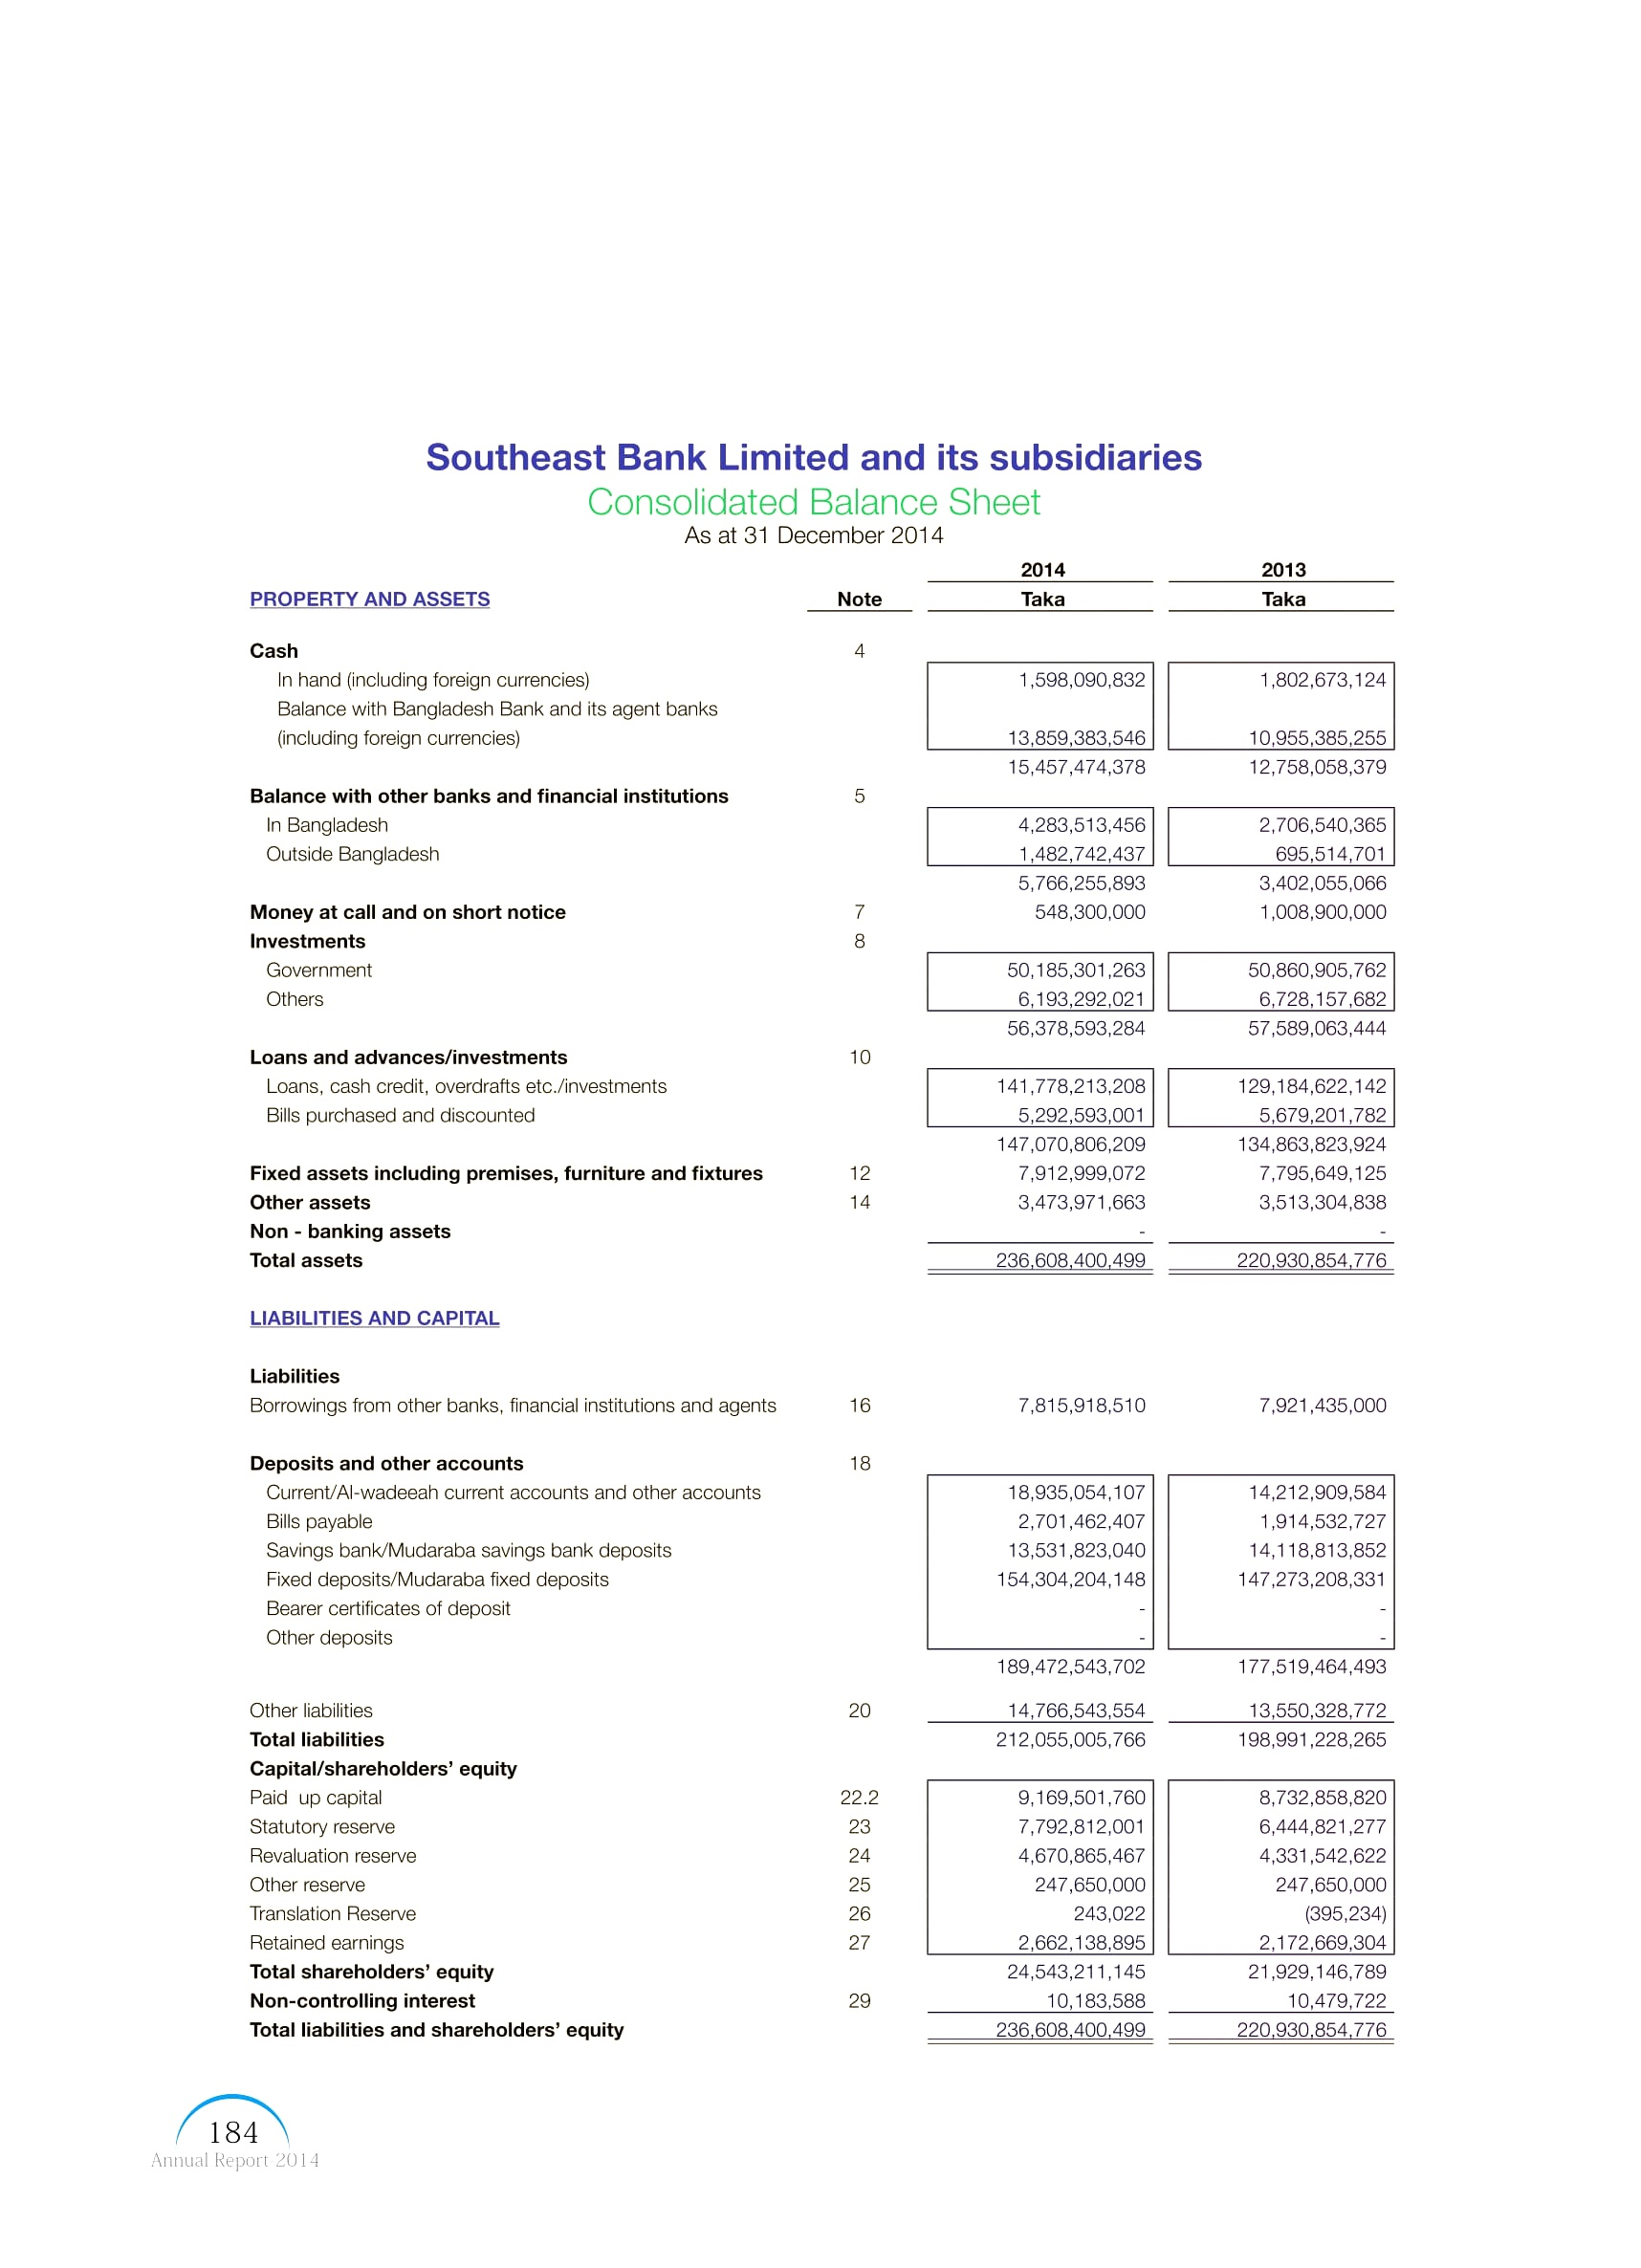 Southeast Bank Limited and its subsidiaries
Consolidated Balance Sheet
As at 31 December 2014
2014 2013
PROPERTY AND ASSETS Note Taka Taka
Cash 4
In hand (including foreign currencies) 1,598,090,832 1,802,673,124
Balance with Bangladesh Bank and its agent banks
(including foreign currencies) 13,859,383,546 10,955,385,255
15,457,474,378 12,758,058,379
Balance with other banks and financial institutions 5
In Bangladesh 4,283,513,456 2,706,540,365
Outside Bangladesh 1,482,742,437 695,514,701
5,766,255,893 3,402,055,066
Money at call and on short notice 7 548,300,000 1,008,900,000
Investments 8
Government 50,185,301,263 50,860,905,762
Others 6,193,292,021 6,728,157,682
56,378,593,284 57,589,063,444
Loans and advances/investments 10
Loans, cash credit, overdrafts etc./investments 141,778,213,208 129,184,622,142
Bills purchased and discounted 5,292,593,001 5,679,201,782
147,070,806,209 134,863,823,924
Fixed assets including premises, furniture and fixtures 12 7,912,999,072 7,795,649,125
Other assets 14 3,473,971,663 3,513,304,838
Non - banking assets - -
Total assets 236,608,400,499 220,930,854,776
LIABILITIES AND CAPITAL
Liabilities
Borrowings from other banks, financial institutions and agents 16 7,815,918,510 7,921,435,000
Deposits and other accounts 18
Current/Al-wadeeah current accounts and other accounts 18,935,054,107 14,212,909,584
Bills payable 2,701,462,407 1,914,532,727
Savings bank/Mudaraba savings bank deposits 13,531,823,040 14,118,813,852
Fixed deposits/Mudaraba fixed deposits 154,304,204,148 147,273,208,331
Bearer certificates of deposit - -
Other deposits - -
189,472,543,702 177,519,464,493
Other liabilities 20 14,766,543,554 13,550,328,772
Total liabilities 212,055,005,766 198,991,228,265
Capital/shareholders’ equity
Paid up capital 22.2 9,169,501,760 8,732,858,820
Statutory reserve 23 7,792,812,001 6,444,821,277
Revaluation reserve 24 4,670,865,467 4,331,542,622
Other reserve 25 247,650,000 247,650,000
Translation Reserve 26 243,022 (395,234)
Retained earnings 27 2,662,138,895 2,172,669,304
Total shareholders’ equity 24,543,211,145 21,929,146,789
Non-controlling interest 29 10,183,588 10,479,722
Total liabilities and shareholders’ equity 236,608,400,499 220,930,854,776
184
Annual Report 2014